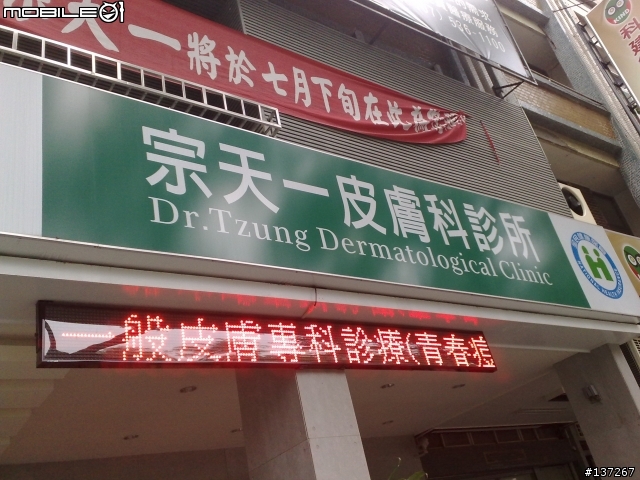 MOBILE01
天一將於七月下旬在此
宗天一皮膚科診所
Dr. Tzung Dermatological Clinic
一般皮膚專科診療(青春痘
#137267